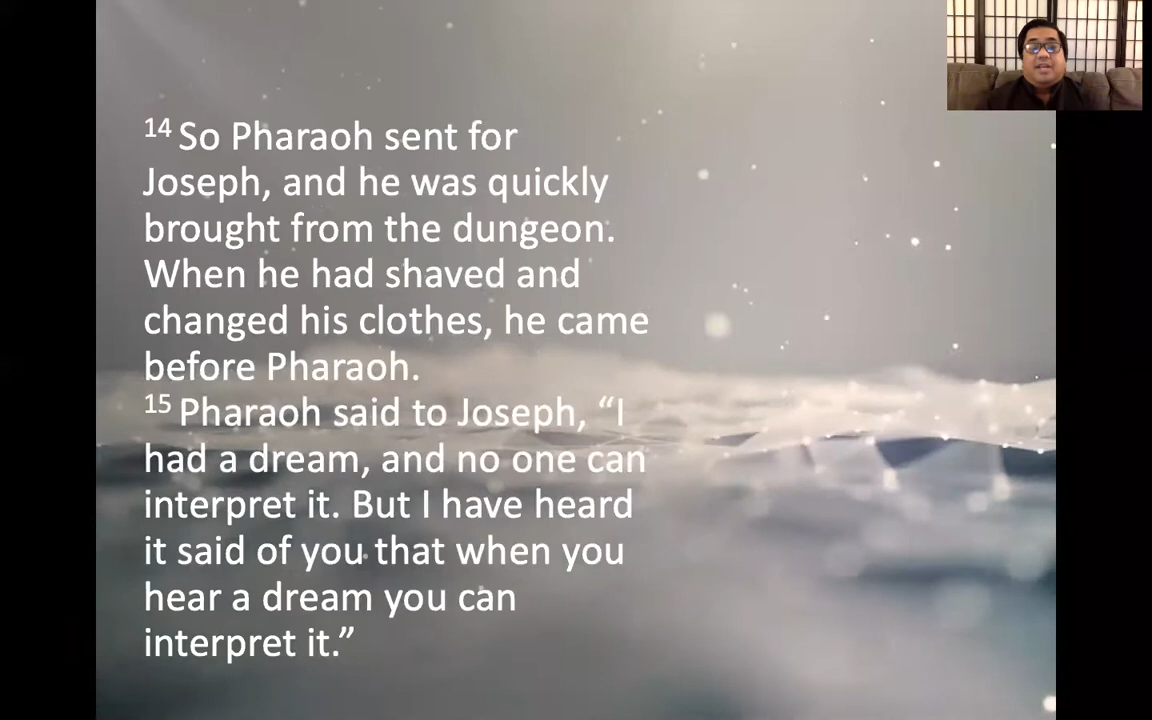 14 So Pharaoh sent for
Joseph, and he was quickly
brought from the dungeon.
When he had shaved and
changed his clothes, he came
before Pharaoh.
15 Pharaoh said to Joseph, “I
had a dream, and no one can
interpret it. But I have heard
it said of you that when you
hear a dream you can
interpret it.”